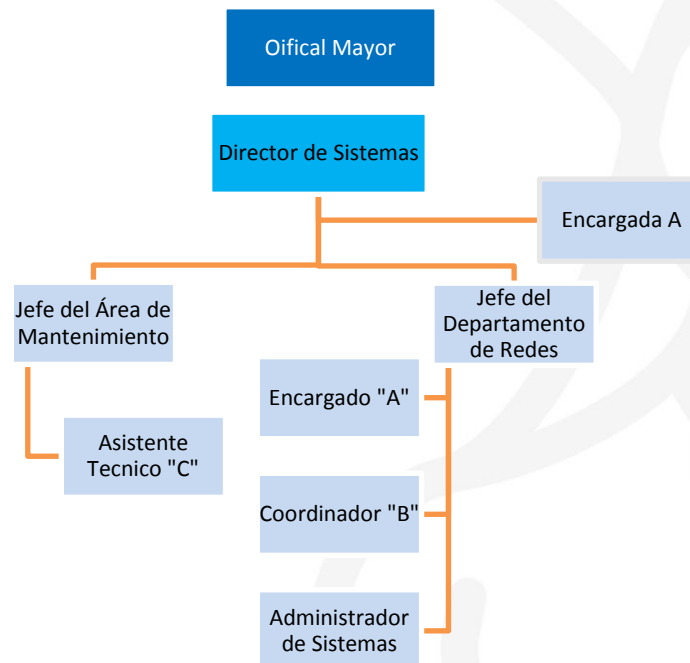 Oifical Mayor
Director de Sistemas
Encargada A
Jefe del Área de
Mantenimiento
Jefe del
Departamento
de Redes
Encargado "A"
Asistente
Tecnico "C"
Coordinador "B"
Administrador
de Sistemas